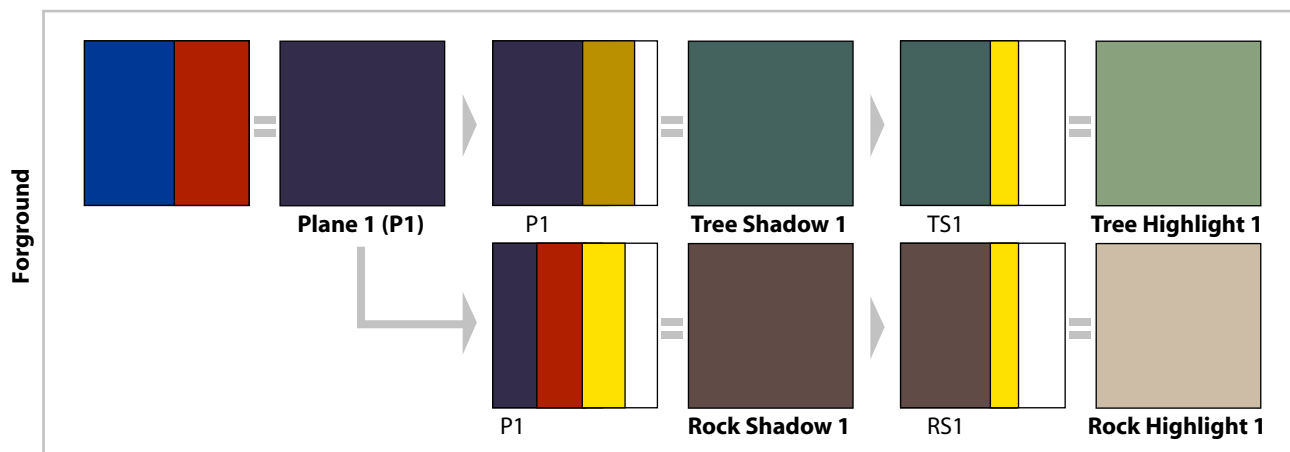 Forground
Plane 1 (P1)
P1
Tree Shadow 1
TS1
Tree Highlight 1
P1
Rock Shadow 1
RS1
Rock Highlight 1